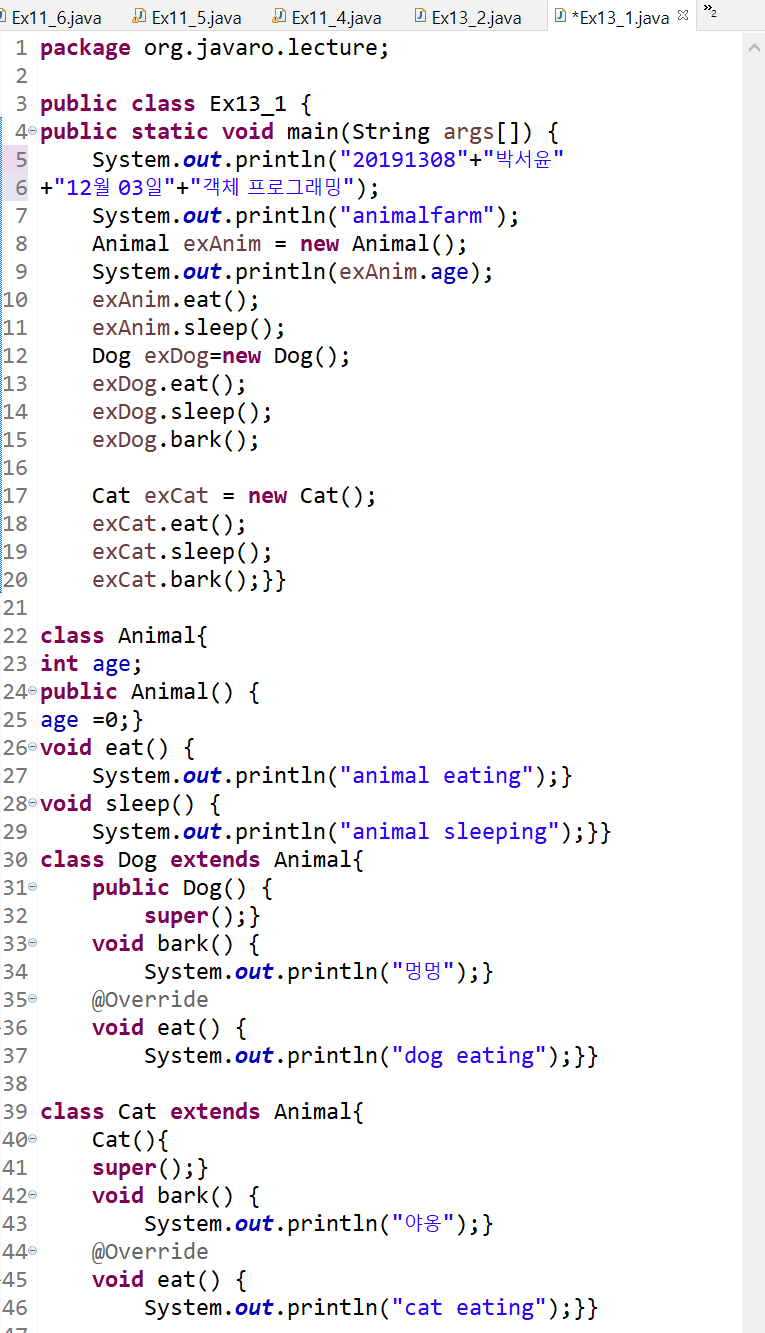 Ex11_6.java Ex11_5.java Ex11_4.java Ex13_2.java *Ex13_1.java »2
1 package org.javaro.lecture;
2
3 public class Ex13_1 {
4 public static void main(String args[]) {
5 System.out.println("20191308"+"박서윤"
6 +"12월 03일"+"객체 프로그래밍");
7 System.out.println("animalfarm");
8 Animal exAnim = new Animal();
9 System.out.println(exAnim.age);
10 exAnim.eat();
11 exAnim.sleep();
12 Dog exDog=new Dog();
13 exDog.eat();
14 exDog.sleep();
15 exDog.bark();
16
17 Cat exCat = new Cat();
18 exCat.eat();
19 exCat.sleep();
20 exCat.bark();}}
21
22 class Animal{
23 int age;
24 public Animal() {
25 age =0;}
26 void eat() {
27 System.out.println("animal eating");}
28 void sleep() {
29 System.out.println("animal sleeping");}}
30 class Dog extends Animal{
31 public Dog() {
32 super();}
33 void bark() {
34 System.out.println("멍멍");}
35 @Override
36 void eat() {
37 System.out.println("dog eating");}}
38
39 class Cat extends Animal{
40 Cat(){
41 super();}
42 void bark() {
43 System.out.println("야옹");}
44 @Override
45 void eat() {
46 System.out.println("cat eating");}}
47